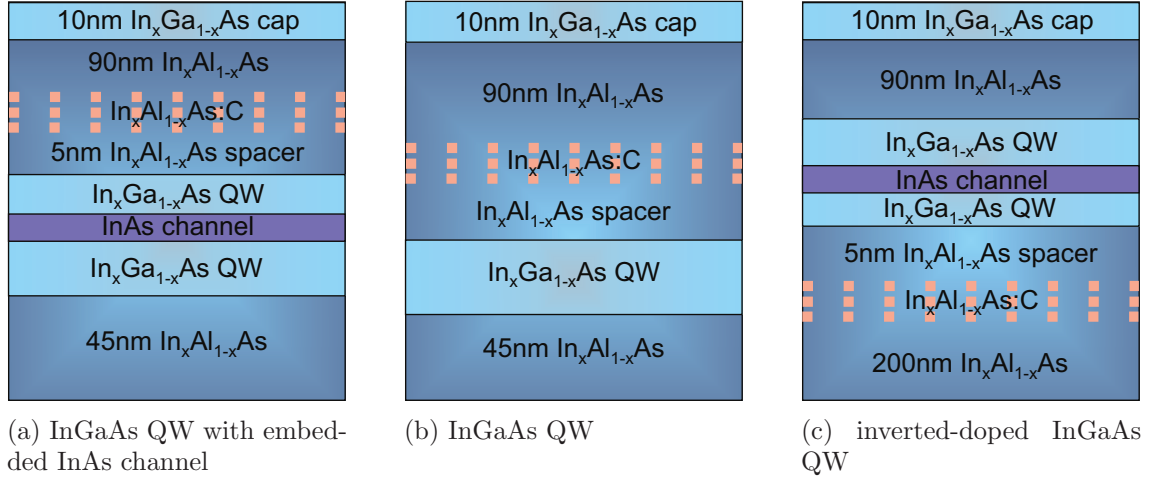 10nm InₓGa₁₋ₓAs cap
90nm InₓAl₁₋ₓAs
InₓAl₁₋ₓAs:C
5nm InₓAl₁₋ₓAs spacer
InₓGa₁₋ₓAs QW
InAs channel
InₓGa₁₋ₓAs QW
45nm InₓAl₁₋ₓAs
(a) InGaAs QW with embed-
ded InAs channel
10nm InₓGa₁₋ₓAs cap
90nm InₓAl₁₋ₓAs
InₓAl₁₋ₓAs:C
InₓAl₁₋ₓAs spacer
InₓGa₁₋ₓAs QW
45nm InₓAl₁₋ₓAs
(b) InGaAs QW
10nm InₓGa₁₋ₓAs cap
90nm InₓAl₁₋ₓAs
InₓGa₁₋ₓAs QW
InAs channel
InₓGa₁₋ₓAs QW
5nm InₓAl₁₋ₓAs spacer
InₓAl₁₋ₓAs:C
200nm InₓAl₁₋ₓAs
(c) inverted-doped InGaAs
QW